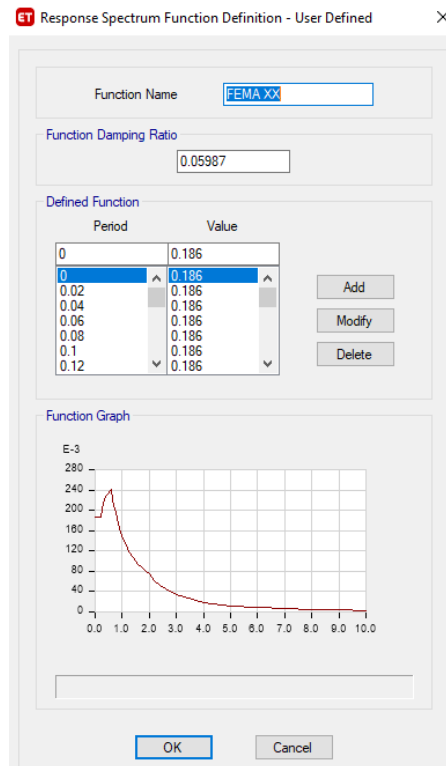 ET Response Spectrum Function Definition - User Defined
Function Name FEMA XX
Function Damping Ratio
0.05987
Defined Function
Period Value
0 0.186
0 0.186
0.02 0.186
0.04 0.186
0.06 0.186
0.08 0.186
0.1 0.186
0.12 0.186
Add
Modify
Delete
Function Graph
E-3
280
240
200
160
120
80
40
0
0.0 1.0 2.0 3.0 4.0 5.0 6.0 7.0 8.0 9.0 10.0
OK Cancel